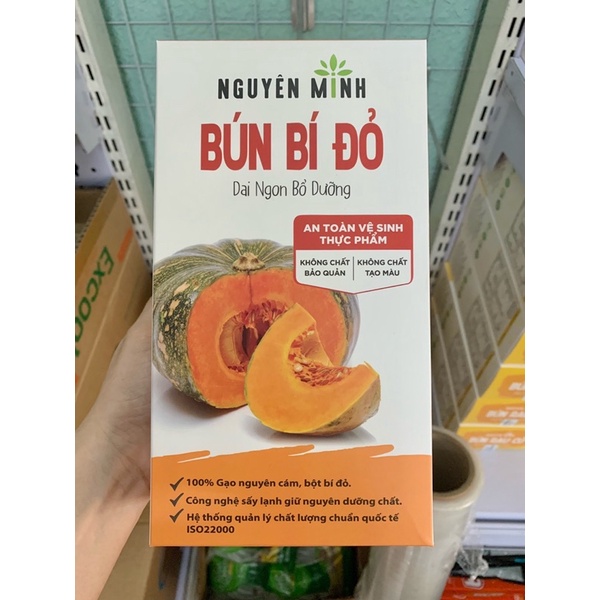 NGUYÊN MINH
BÚN BÍ ĐỎ
Dai Ngon Bổ Dưỡng
AN TOÀN VỆ SINH
THỰC PHẨM
KHÔNG CHẤT
BẢO QUẢN
KHÔNG CHẤT
TẠO MÀU
100% Gạo nguyên cám, bột bí đỏ.
Công nghệ sấy lạnh giữ nguyên dưỡng chất.
Hệ thống quản lý chất lượng chuẩn quốc tế
ISO22000